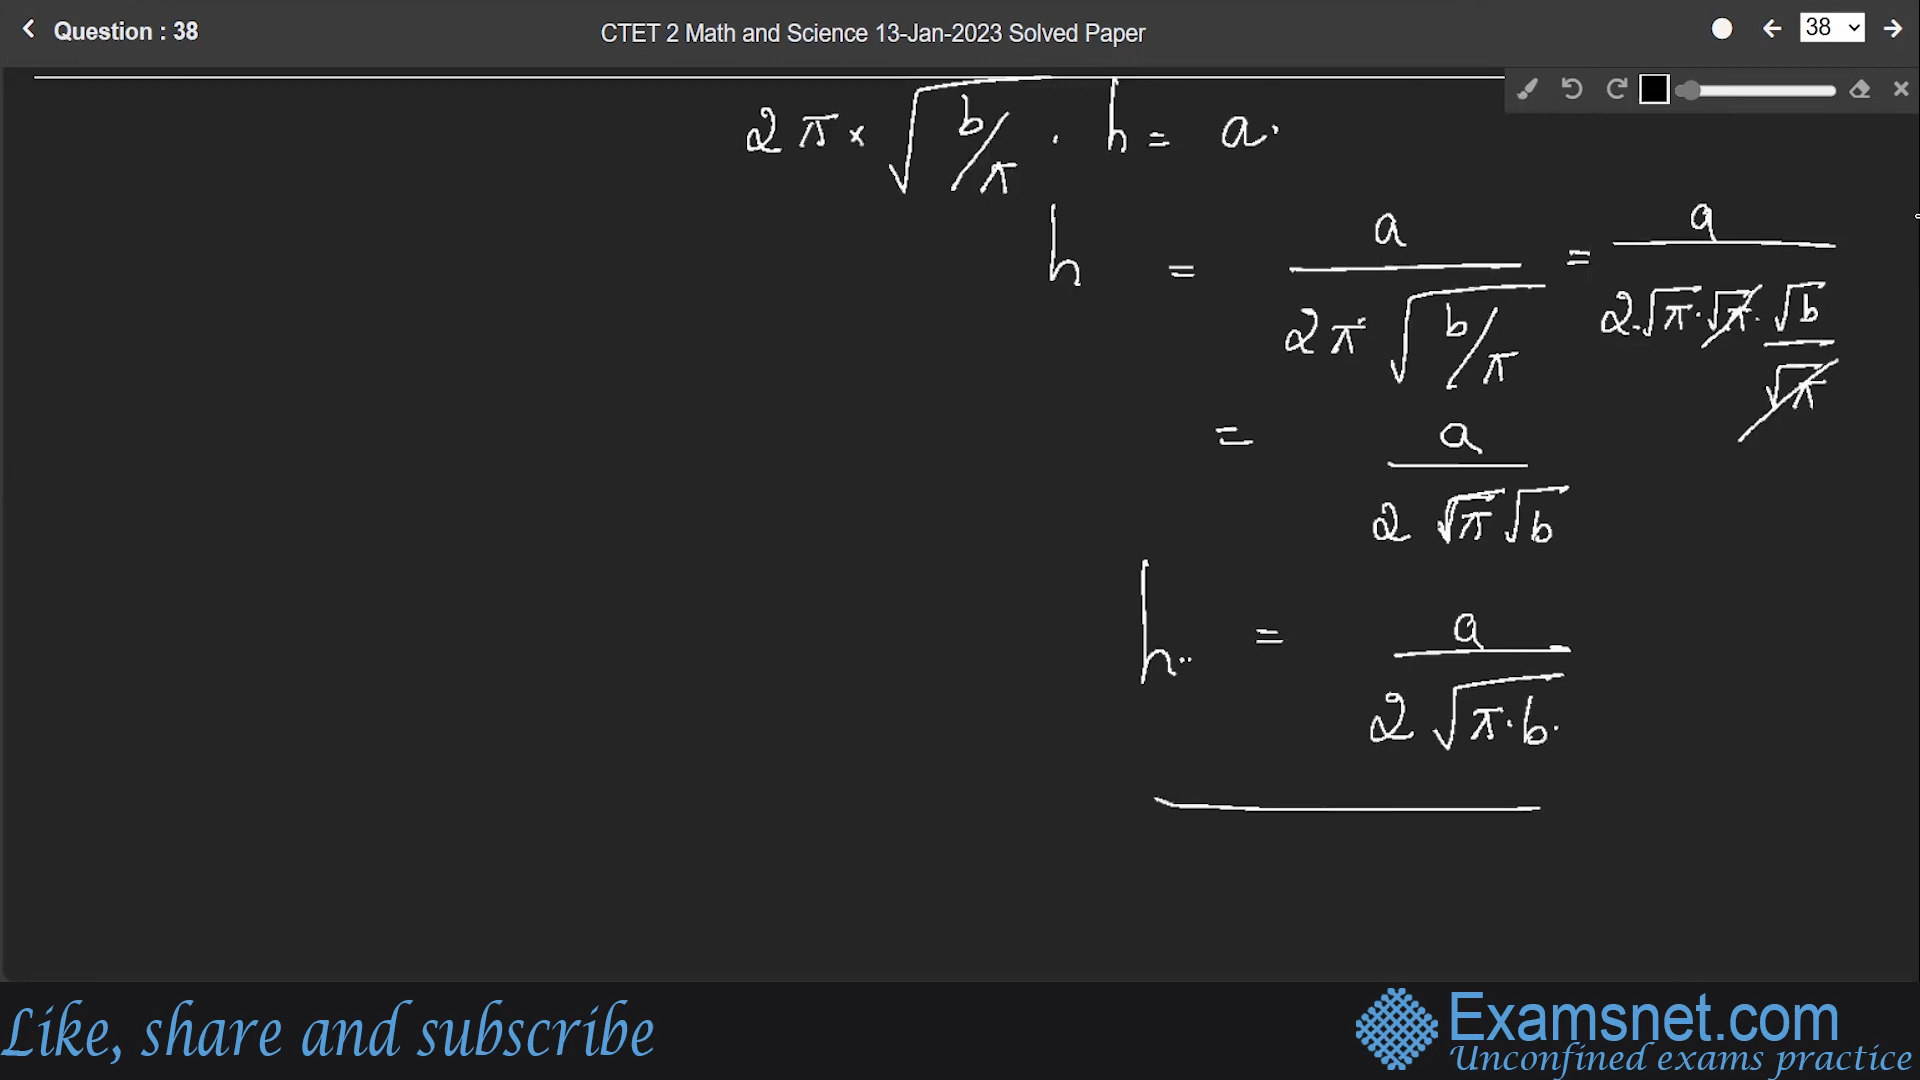 Question : 38
CTET 2 Math and Science 13-Jan-2023 Solved Paper
38
2π × √b/π · h = a.
h = a / 2π √b/π = a / 2.√π.√π. √b / √π
= a / 2 √π √b
h = a / 2 √π.b.
Like, share and subscribe
Examsnet.com
Unconfined exams practice